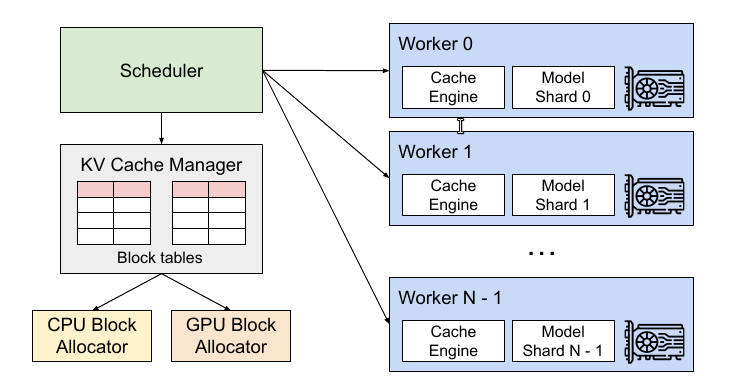 Scheduler
KV Cache Manager
Block tables
CPU Block
Allocator
GPU Block
Allocator
Worker 0
Cache
Engine
Model
Shard 0
Worker 1
Cache
Engine
Model
Shard 1
...
Worker N - 1
Cache
Engine
Model
Shard N - 1